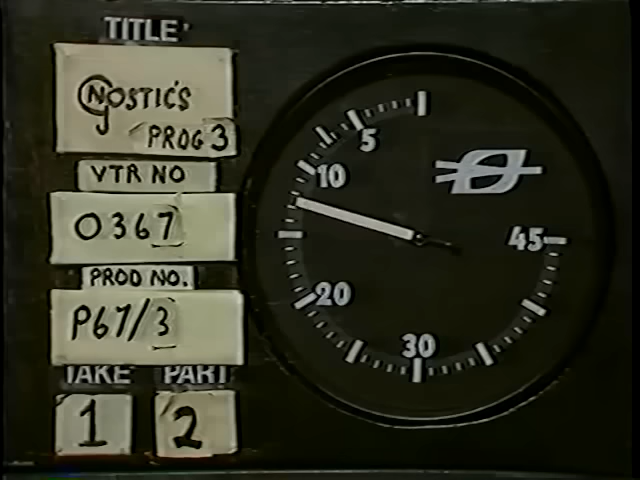 TITLE
GNOSTIC'S
PROG 3
VTR NO
0367
PROD NO.
P67/3
TAKE PART
1 2
5
10
20
30
45